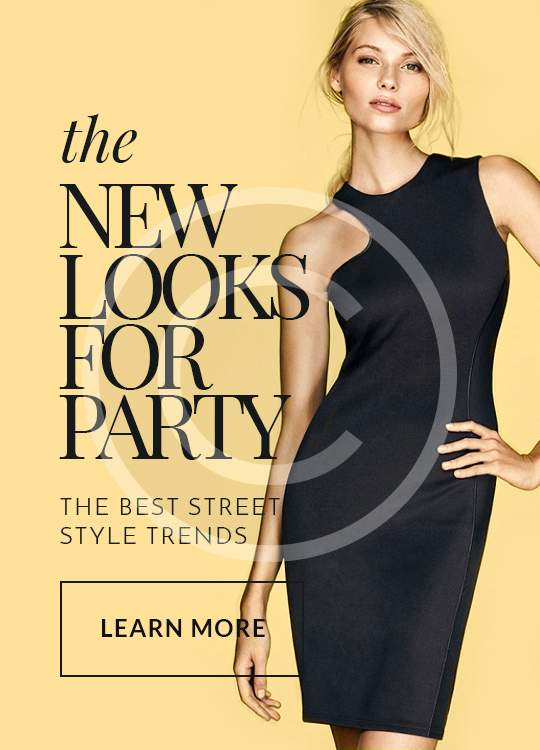 the
NEW
LOOKS
FOR
PARTY
THE BEST STREET
STYLE TRENDS
LEARN MORE